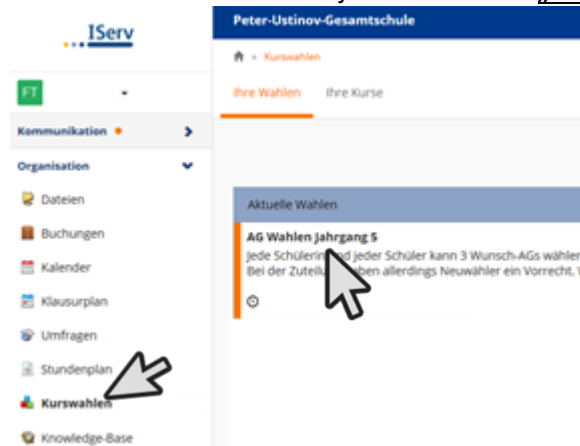 ...IServ
Peter-Ustinov-Gesamtschule
> Kurswahlen
FT
Ihre Wahlen Ihre Kurse
Kommunikation
Organisation
Dateien
Buchungen
Kalender
Klausurplan
Umfragen
Stundenplan
Kurswahlen
Knowledge-Base
Aktuelle Wahlen
AG Wahlen Jahrgang 5
Jede Schülerin und jeder Schüler kann 3 Wunsch-AGs wählen
Bei der Zuteilung haben allerdings Neuwähler ein Vorrecht.